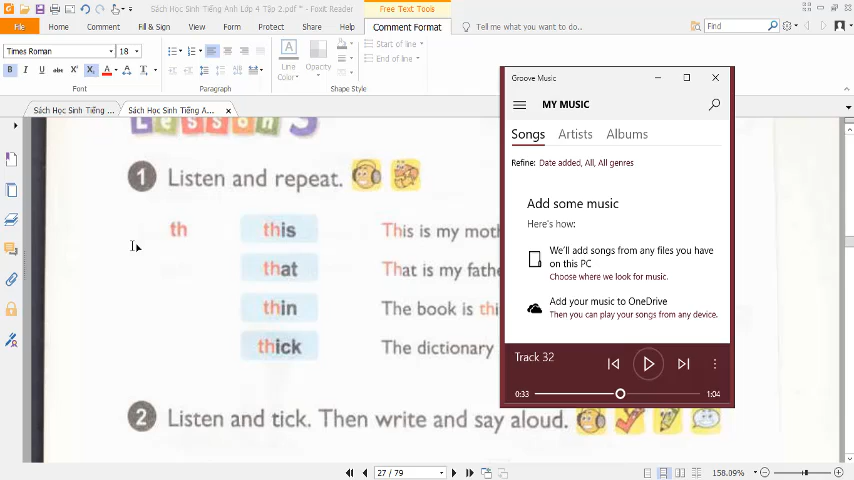 Sách Học Sinh Tiếng Anh Lớp 4 Tập 2.pdf * - Foxit Reader
Free Text Tools
File
Home
Comment
Fill & Sign
View
Form
Protect
Share
Help
Comment Format
Tell me what you want to do...
Find
Times Roman
18
B I U abc X² X₂ A
Font
Paragraph
Line
Color
Opacity
Start of line
End of line
Shape Style
Sách Học Sinh Tiếng ...
Sách Học Sinh Tiếng A...
Lesson 3
1 Listen and repeat.
th this This is my moth
that That is my fathe
thin The book is thi
thick The dictionary
2 Listen and tick. Then write and say aloud.
Groove Music
MY MUSIC
Songs Artists Albums
Refine: Date added, All, All genres
Add some music
Here's how:
We'll add songs from any files you have
on this PC
Choose where we look for music.
Add your music to OneDrive
Then you can play your songs from any device.
Track 32
0:33 1:04
27 / 79
158.09%